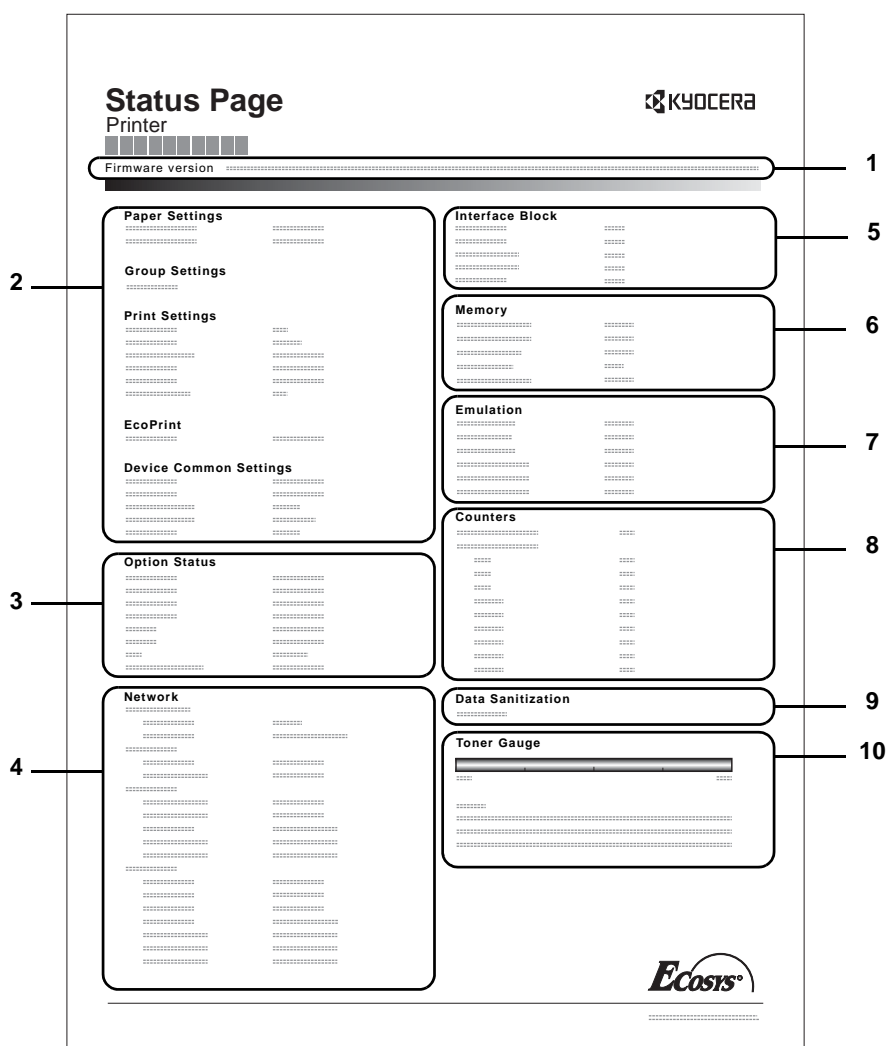 Status Page
KYOCERA
Printer
Firmware version
1
Paper Settings
Group Settings
Print Settings
EcoPrint
Device Common Settings
2
Option Status
3
Network
4
Interface Block
5
Memory
6
Emulation
7
Counters
8
Data Sanitization
9
Toner Gauge
10
Ecosys